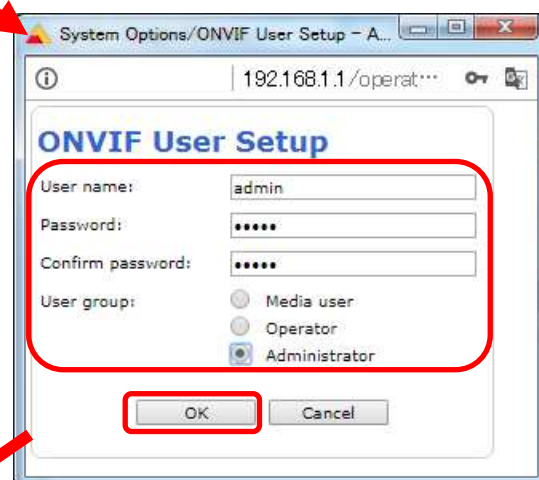 System Options/ONVIF User Setup - A...
192.168.1.1/operat...
ONVIF User Setup
User name: admin
Password: •••••
Confirm password: •••••
User group: Media user
Operator
Administrator
OK Cancel